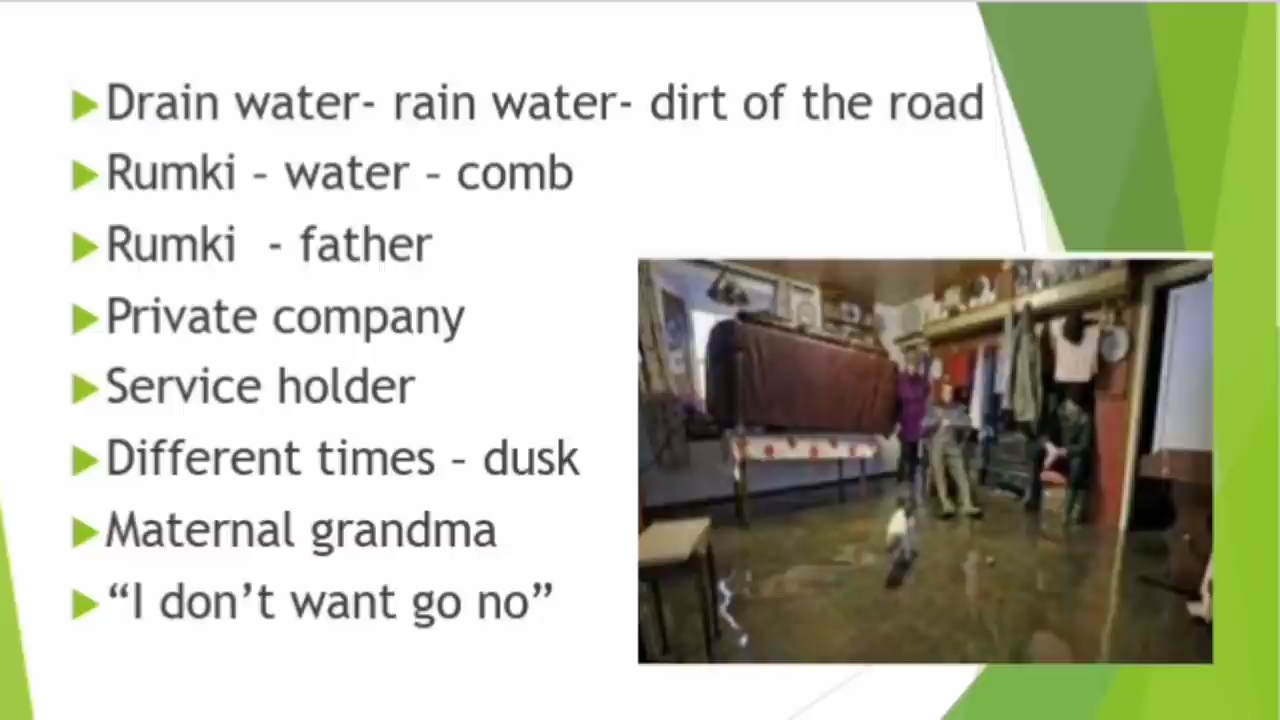 Drain water- rain water- dirt of the road
Rumki – water – comb
Rumki - father
Private company
Service holder
Different times – dusk
Maternal grandma
“I don’t want go no”